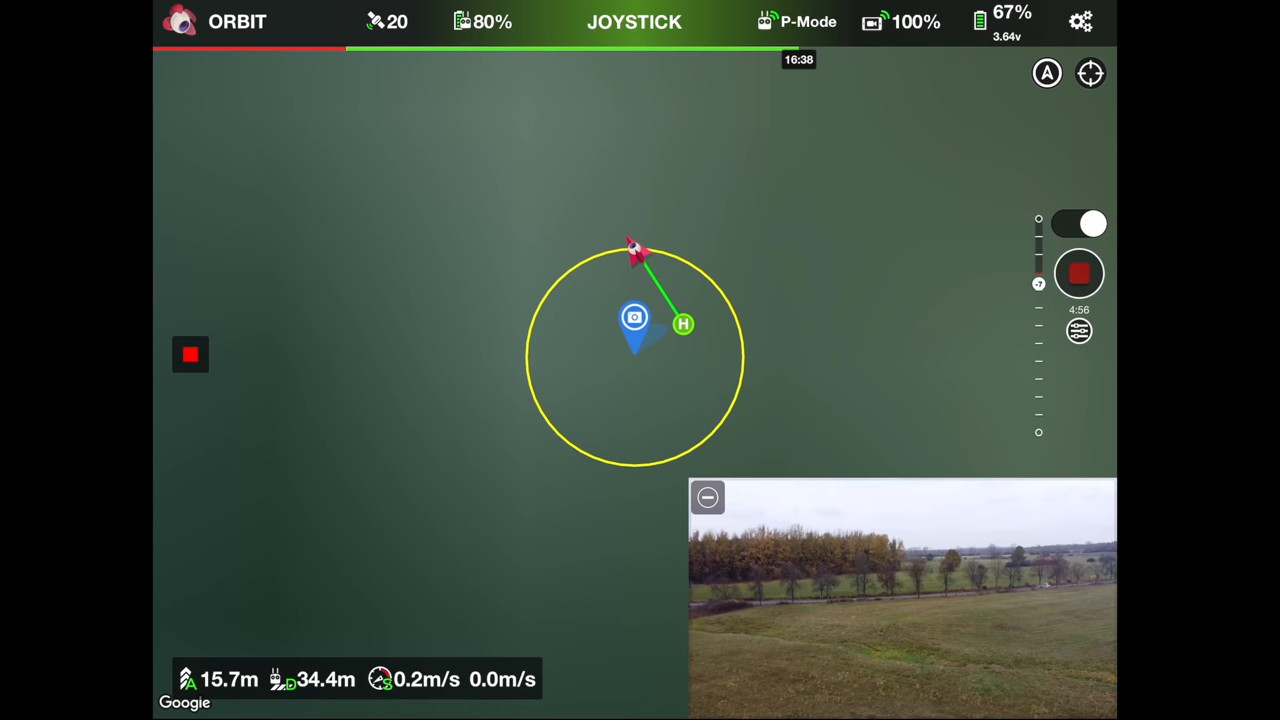 ORBIT
20
80%
JOYSTICK
P-Mode
100%
67%
3.64v
16:38
A
-7
4:56
H
A 15.7m D 34.4m S 0.2m/s 0.0m/s
Google